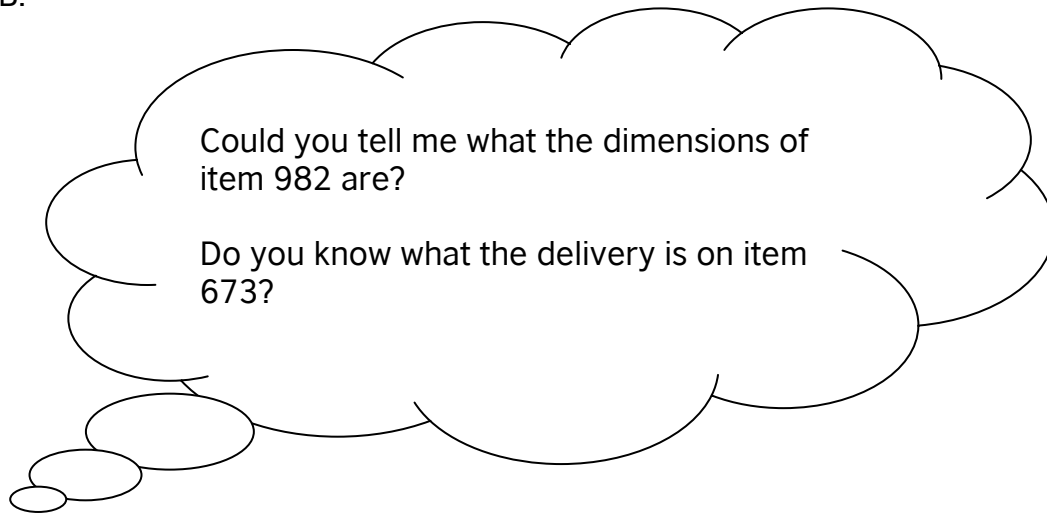 B.
Could you tell me what the dimensions of
item 982 are?
Do you know what the delivery is on item
673?